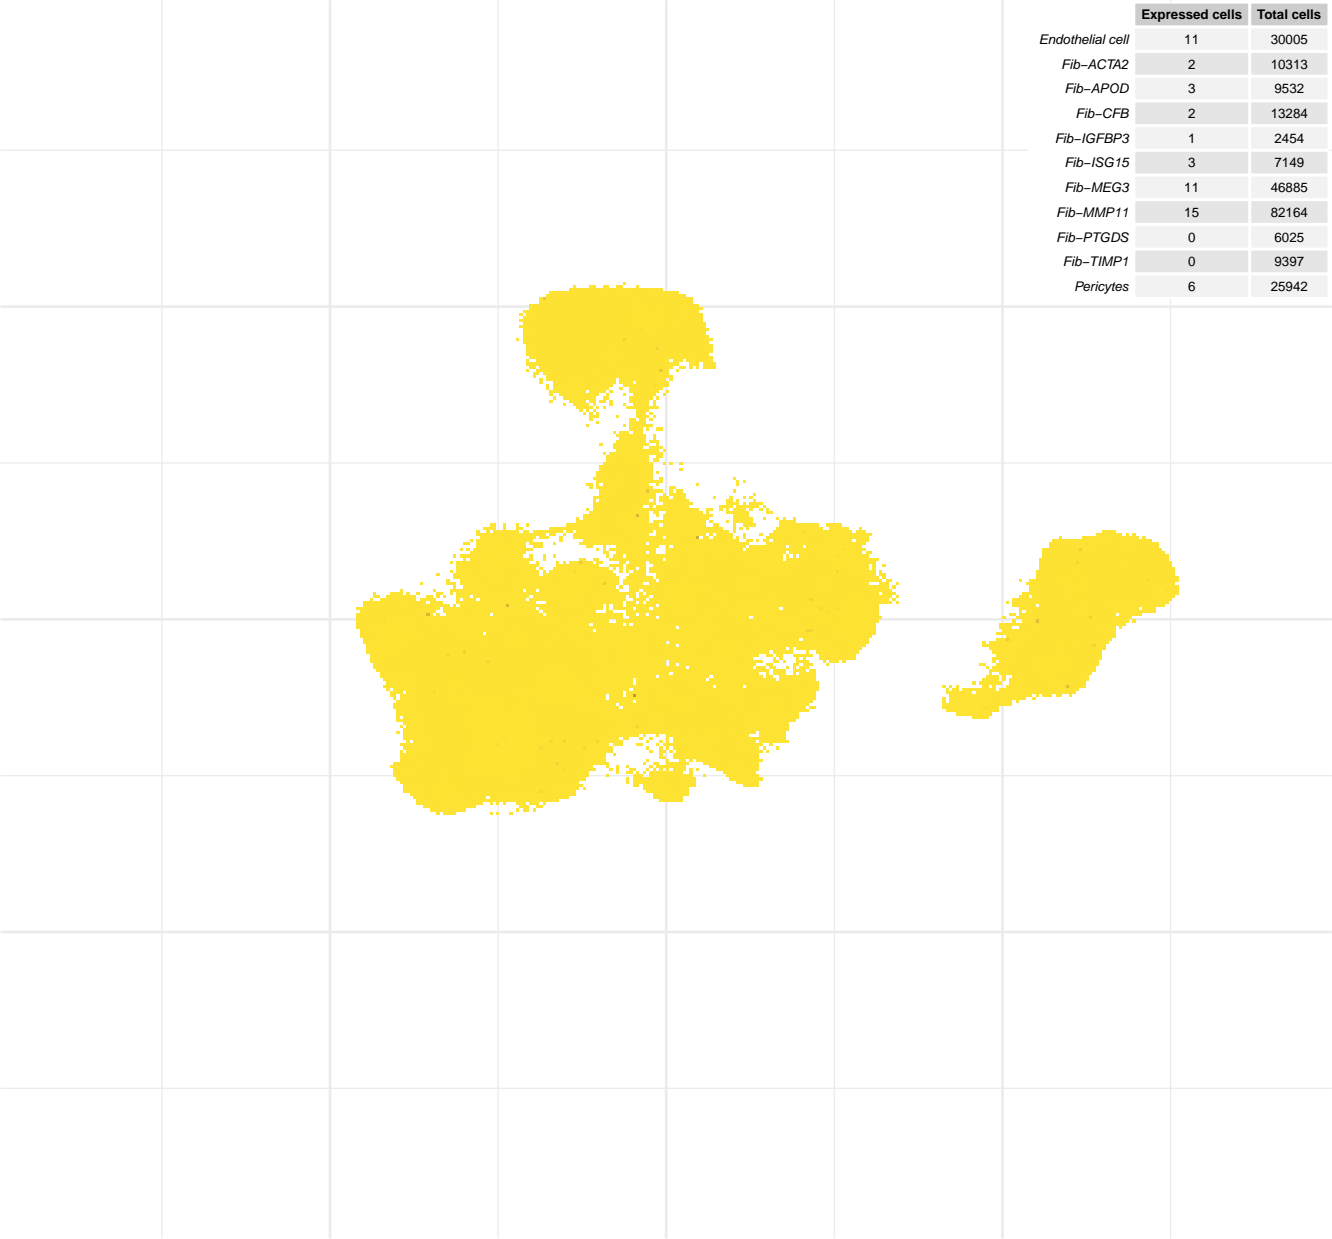 Expressed cells Total cells
Endothelial cell 11 30005
Fib−ACTA2 2 10313
Fib−APOD 3 9532
Fib−CFB 2 13284
Fib−IGFBP3 1 2454
Fib−ISG15 3 7149
Fib−MEG3 11 46885
Fib−MMP11 15 82164
Fib−PTGDS 0 6025
Fib−TIMP1 0 9397
Pericytes 6 25942